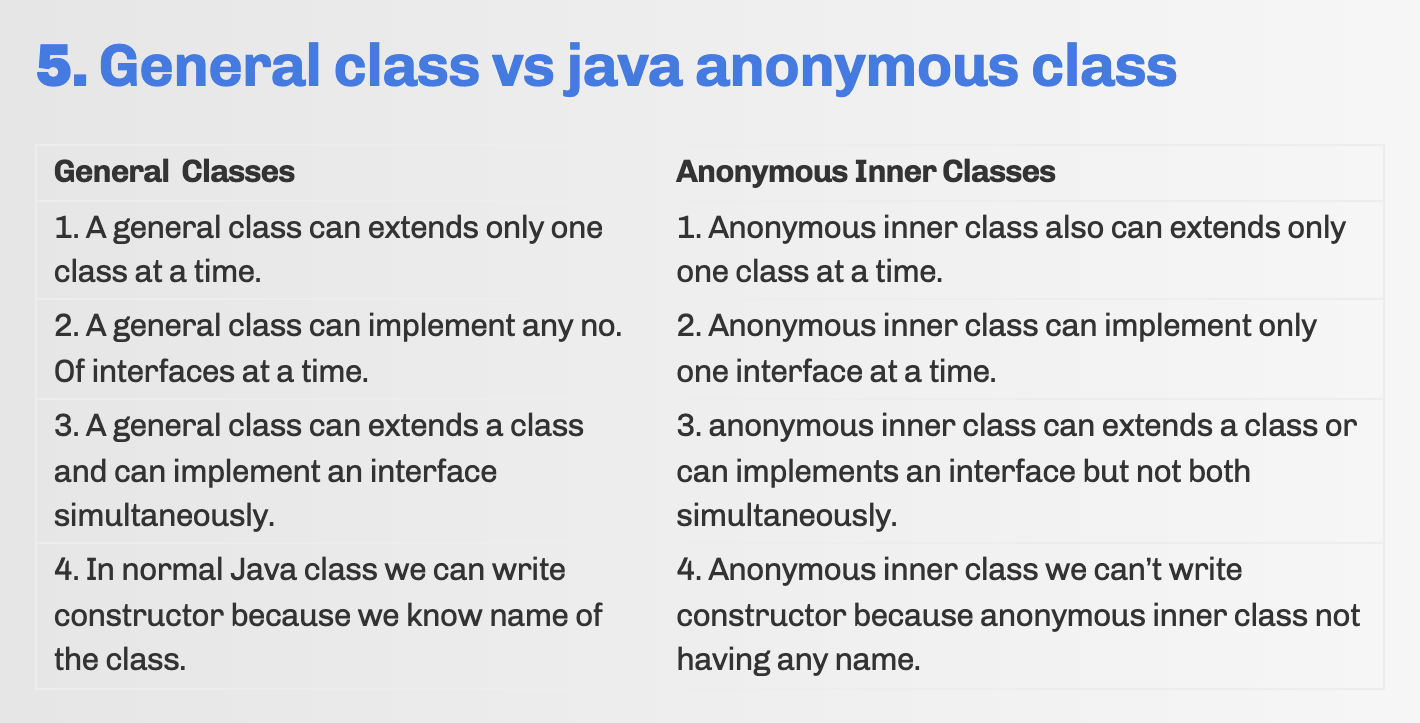 5. General class vs java anonymous class
General  Classes
Anonymous Inner Classes
1. A general class can extends only one
class at a time.
1. Anonymous inner class also can extends only
one class at a time.
2. A general class can implement any no.
Of interfaces at a time.
2. Anonymous inner class can implement only
one interface at a time.
3. A general class can extends a class
and can implement an interface
simultaneously.
3. anonymous inner class can extends a class or
can implements an interface but not both
simultaneously.
4. In normal Java class we can write
constructor because we know name of
the class.
4. Anonymous inner class we can't write
constructor because anonymous inner class not
having any name.